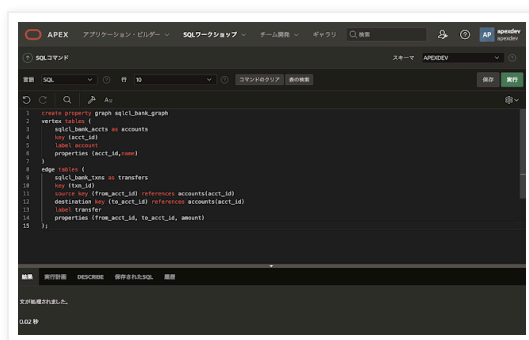 APEX アプリケーション・ビルダー SQLワークショップ チーム開発 ギャラリ 検索 AP apexdev apexdev
SQLコマンド スキーマ APEXDEV
言語 SQL 行 10 コマンドのクリア 表の検索 保存 実行
1 create property graph sqlcl_bank_graph
2 vertex tables (
3 sqlcl_bank_accts as accounts
4 key (acct_id)
5 label account
6 properties (acct_id,name)
7 )
8 edge tables (
9 sqlcl_bank_txns as transfers
10 key (txn_id)
11 source key (from_acct_id) references accounts(acct_id)
12 destination key (to_acct_id) references accounts(acct_id)
13 label transfer
14 properties (from_acct_id, to_acct_id, amount)
15 );
結果 実行計画 DESCRIBE 保存されたSQL 履歴
文が処理されました。
0.02 秒